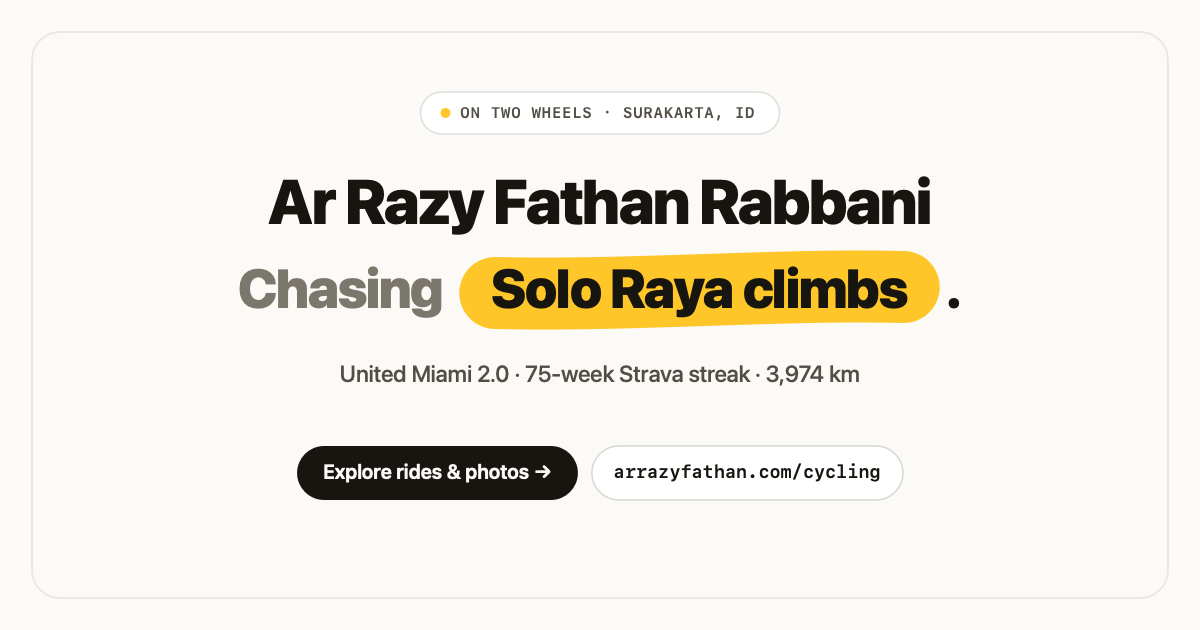 ON TWO WHEELS · SURAKARTA, ID
Ar Razy Fathan Rabbani
Chasing Solo Raya climbs.
United Miami 2.0 · 75-week Strava streak · 3,974 km
Explore rides & photos → arrazyfathan.com/cycling